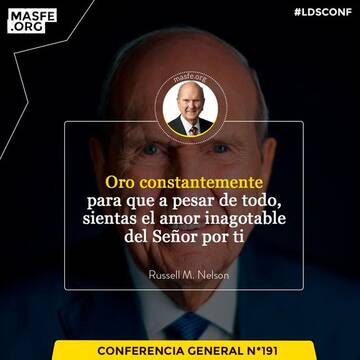 MASFE
.ORG
#LDSCONF
masfe.org
Oro constantemente
para que a pesar de todo,
sientas el amor inagotable
del Señor por ti
Russell M. Nelson
CONFERENCIA GENERAL N°191